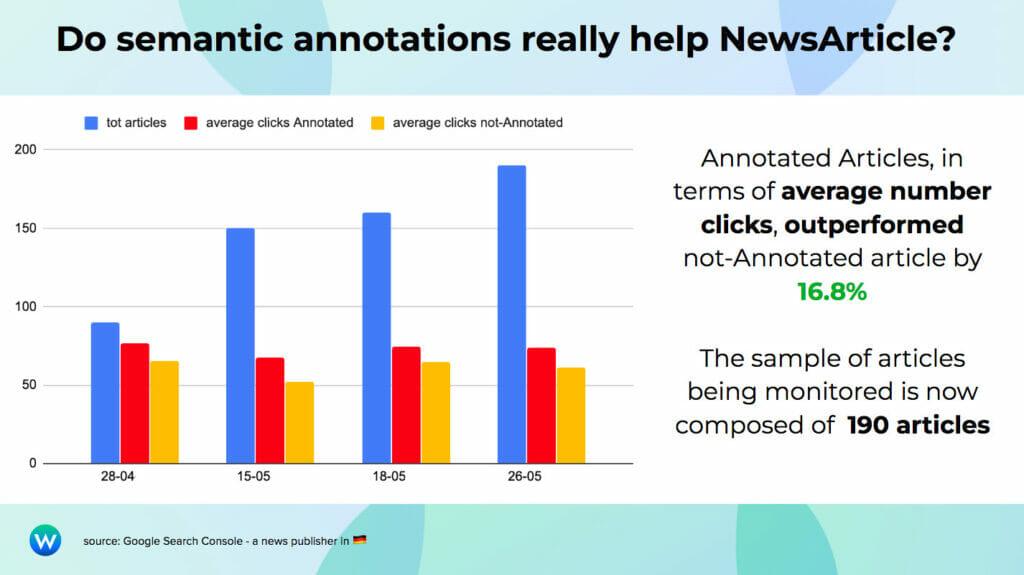 Do semantic annotations really help NewsArticle?
tot articles average clicks Annotated average clicks not-Annotated
200
150
100
50
0
28-04 15-05 18-05 26-05
Annotated Articles, in
terms of average number
clicks, outperformed
not-Annotated article by
16.8%
The sample of articles
being monitored is now
composed of 190 articles
W
source: Google Search Console - a news publisher in 🇩🇪